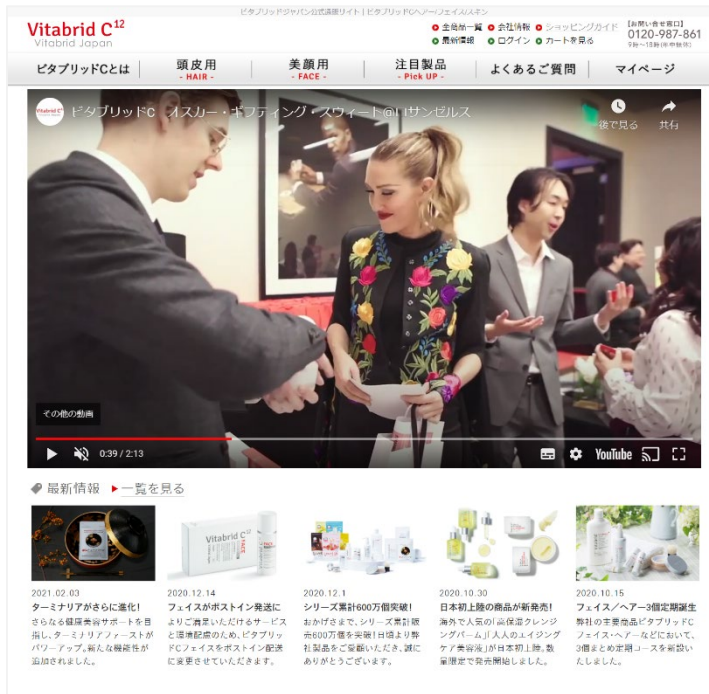 ビタブリッドジャパン公式通販サイト | ビタブリッドCヘアー/フェイス/スキン
Vitabrid C12
Vitabrid Japan
全商品一覧 会社情報 ショッピングガイド
最新情報 ログイン カートを見る
【お問い合せ窓口】
0120-987-861
9時～18時(年中無休)
ビタブリッドCとは
頭皮用
- HAIR -
美顔用
- FACE -
注目製品
- Pick UP -
よくあるご質問
マイページ
Vitabrid C12
ビタブリッドC オスカー・ギフティング・スウィート@ロサンゼルス
後で見る
共有
その他の動画
0:39 / 2:13
YouTube
最新情報 ▶一覧を見る
Vitabrid C12
FACE
2021.02.03
ターミナリアがさらに進化!
さらなる健康美容サポートを目
指し、ターミナリアファーストが
パワーアップ。新たな機能性が
追加されました。
2020.12.14
フェイスがポストイン発送に
よりご満足いただけるサービス
と環境配慮のため、ビタブリッ
ドCフェイスをポストイン配送
に変更させていただきます。
2020.12.1
シリーズ累計600万個突破!
おかげさまで、シリーズ累計販
売600万個を突破!日頃より弊
社製品をご愛顧いただき、誠に
ありがとうございます。
2020.10.30
日本初上陸の商品が新発売!
海外で人気の「高保湿クレンジ
ングバーム」「大人のエイジング
ケア美容液」が日本初上陸。数
量限定で発売開始しました。
2020.10.15
フェイス／ヘアー3個定期誕生
弊社の主要商品ビタブリッドC
フェイス・ヘアーなどにおいて、
3個まとめ定期コースを新設い
たしました。